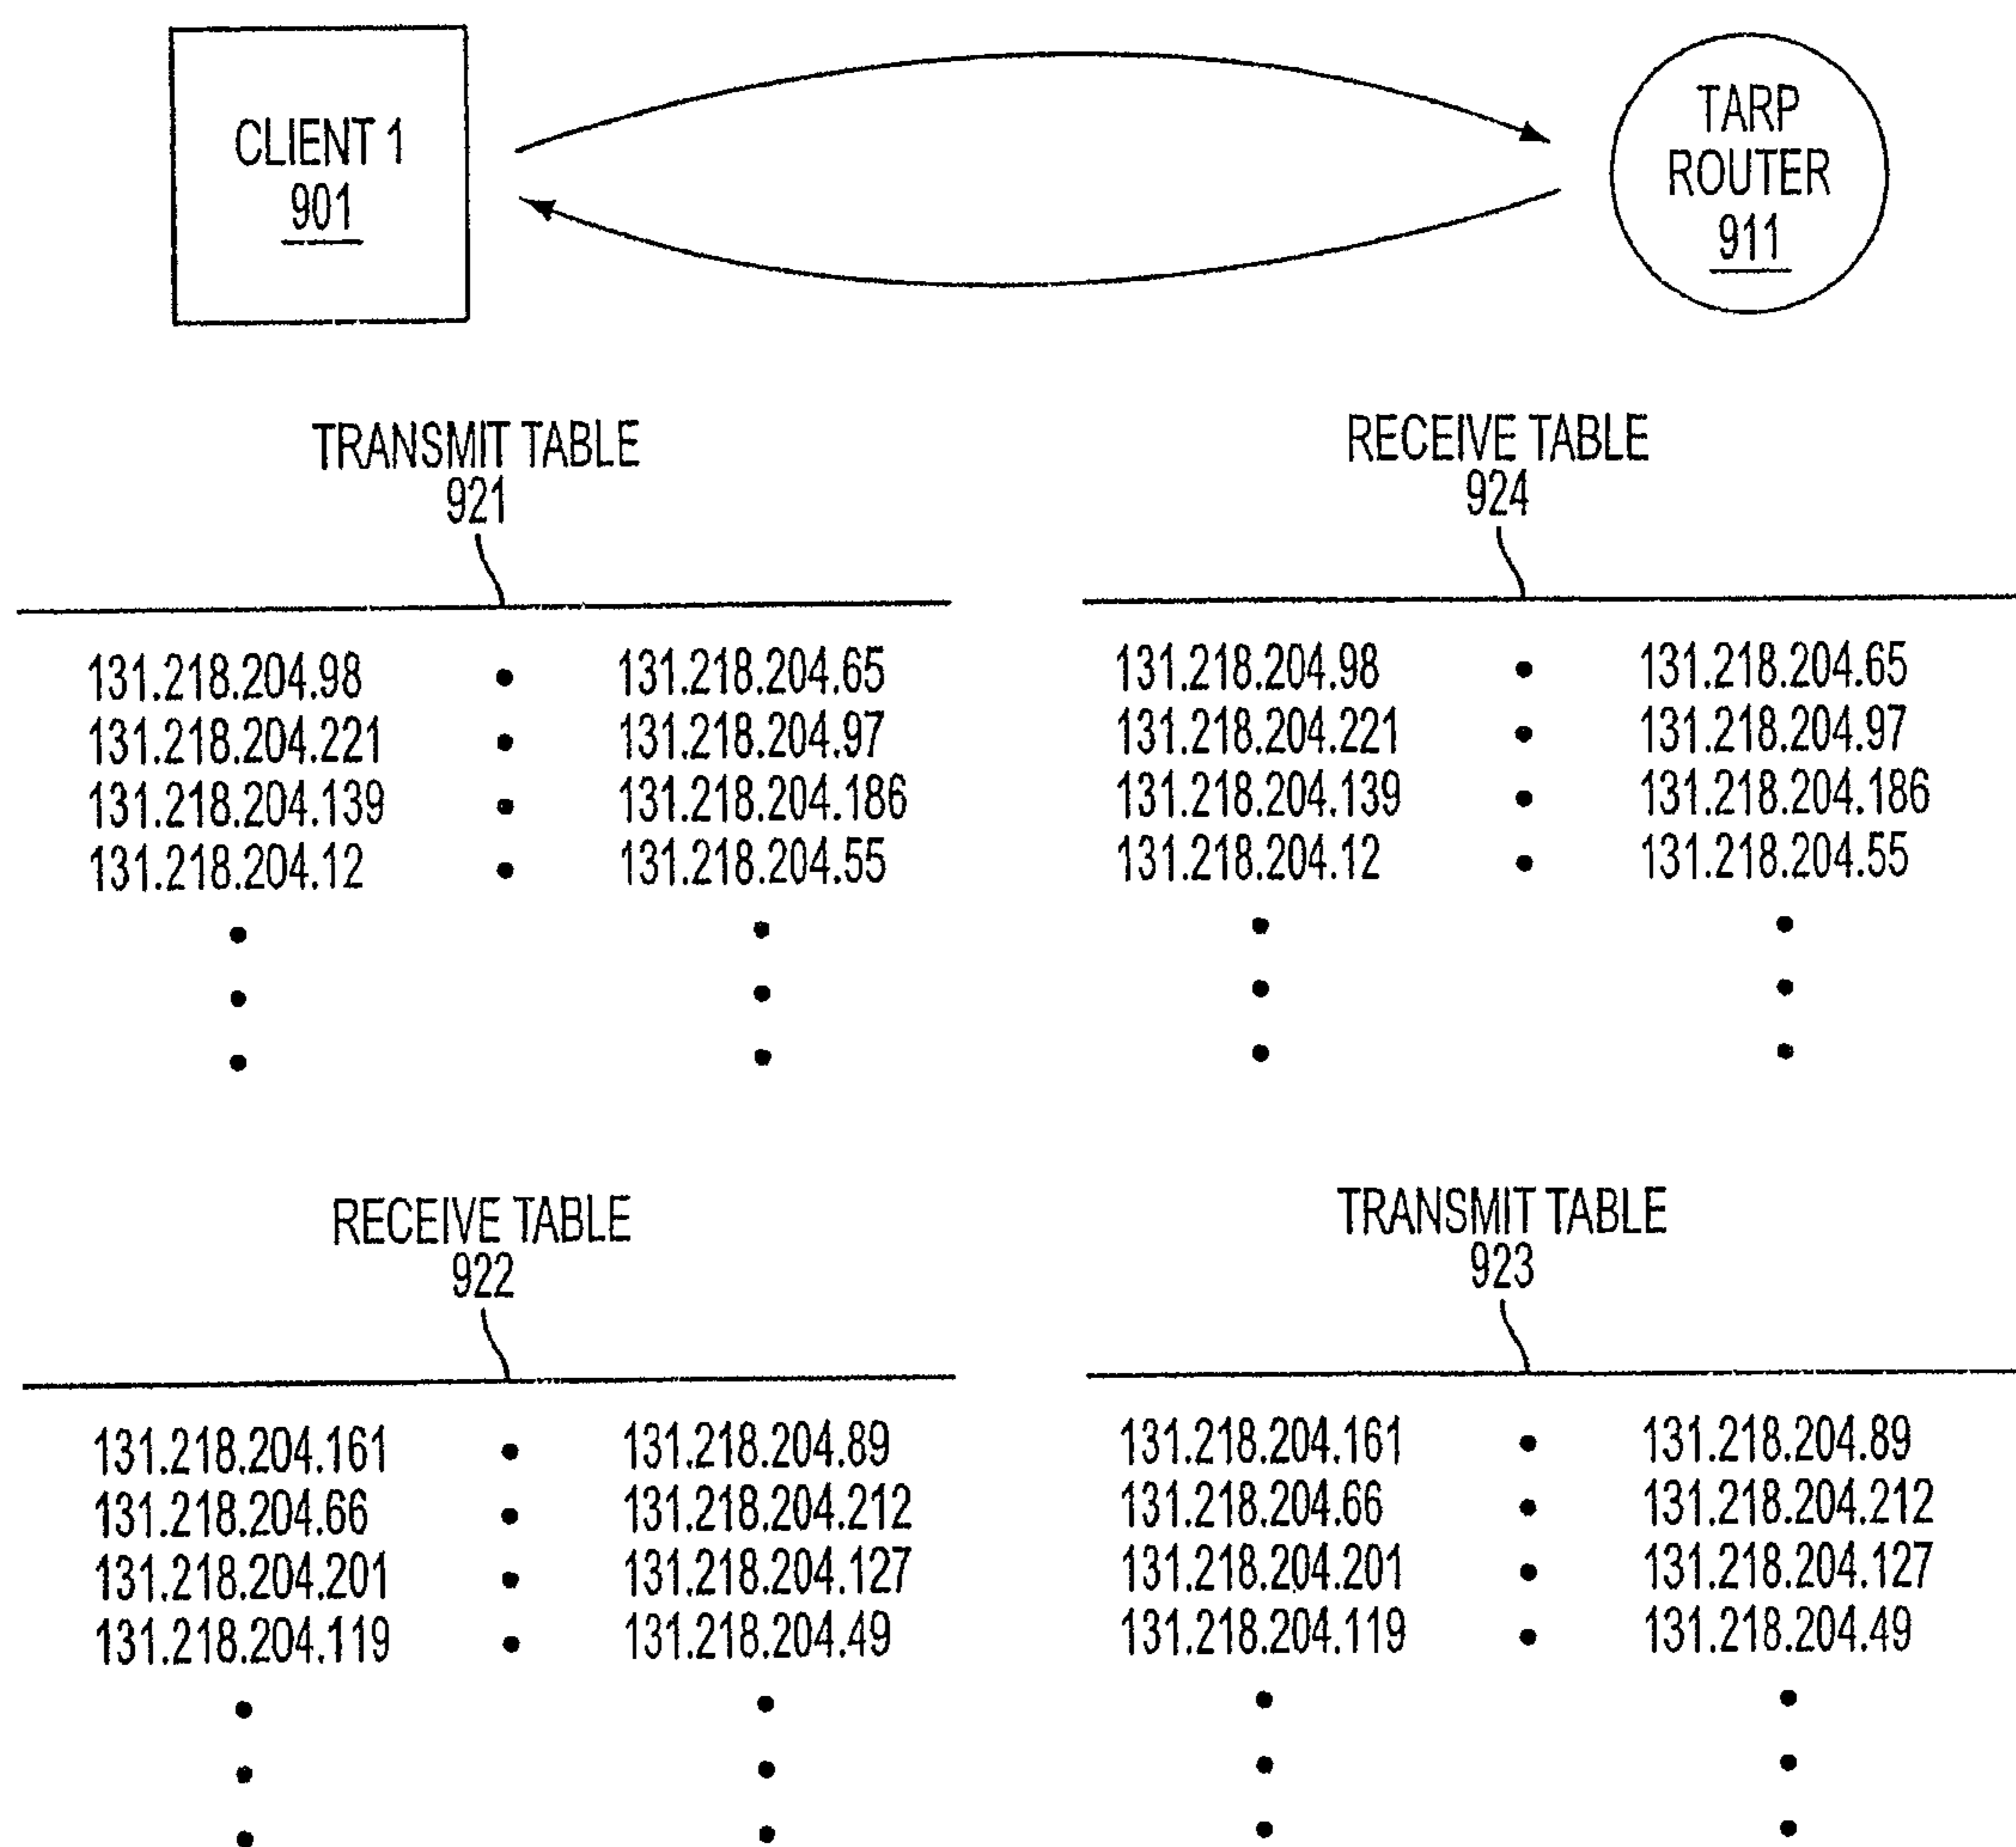 CLIENT 1
901
TARP
ROUTER
911
TRANSMIT TABLE
921
131.218.204.98 • 131.218.204.65
131.218.204.221 • 131.218.204.97
131.218.204.139 • 131.218.204.186
131.218.204.12 • 131.218.204.55
RECEIVE TABLE
924
131.218.204.98 • 131.218.204.65
131.218.204.221 • 131.218.204.97
131.218.204.139 • 131.218.204.186
131.218.204.12 • 131.218.204.55
RECEIVE TABLE
922
131.218.204.161 • 131.218.204.89
131.218.204.66 • 131.218.204.212
131.218.204.201 • 131.218.204.127
131.218.204.119 • 131.218.204.49
TRANSMIT TABLE
923
131.218.204.161 • 131.218.204.89
131.218.204.66 • 131.218.204.212
131.218.204.201 • 131.218.204.127
131.218.204.119 • 131.218.204.49